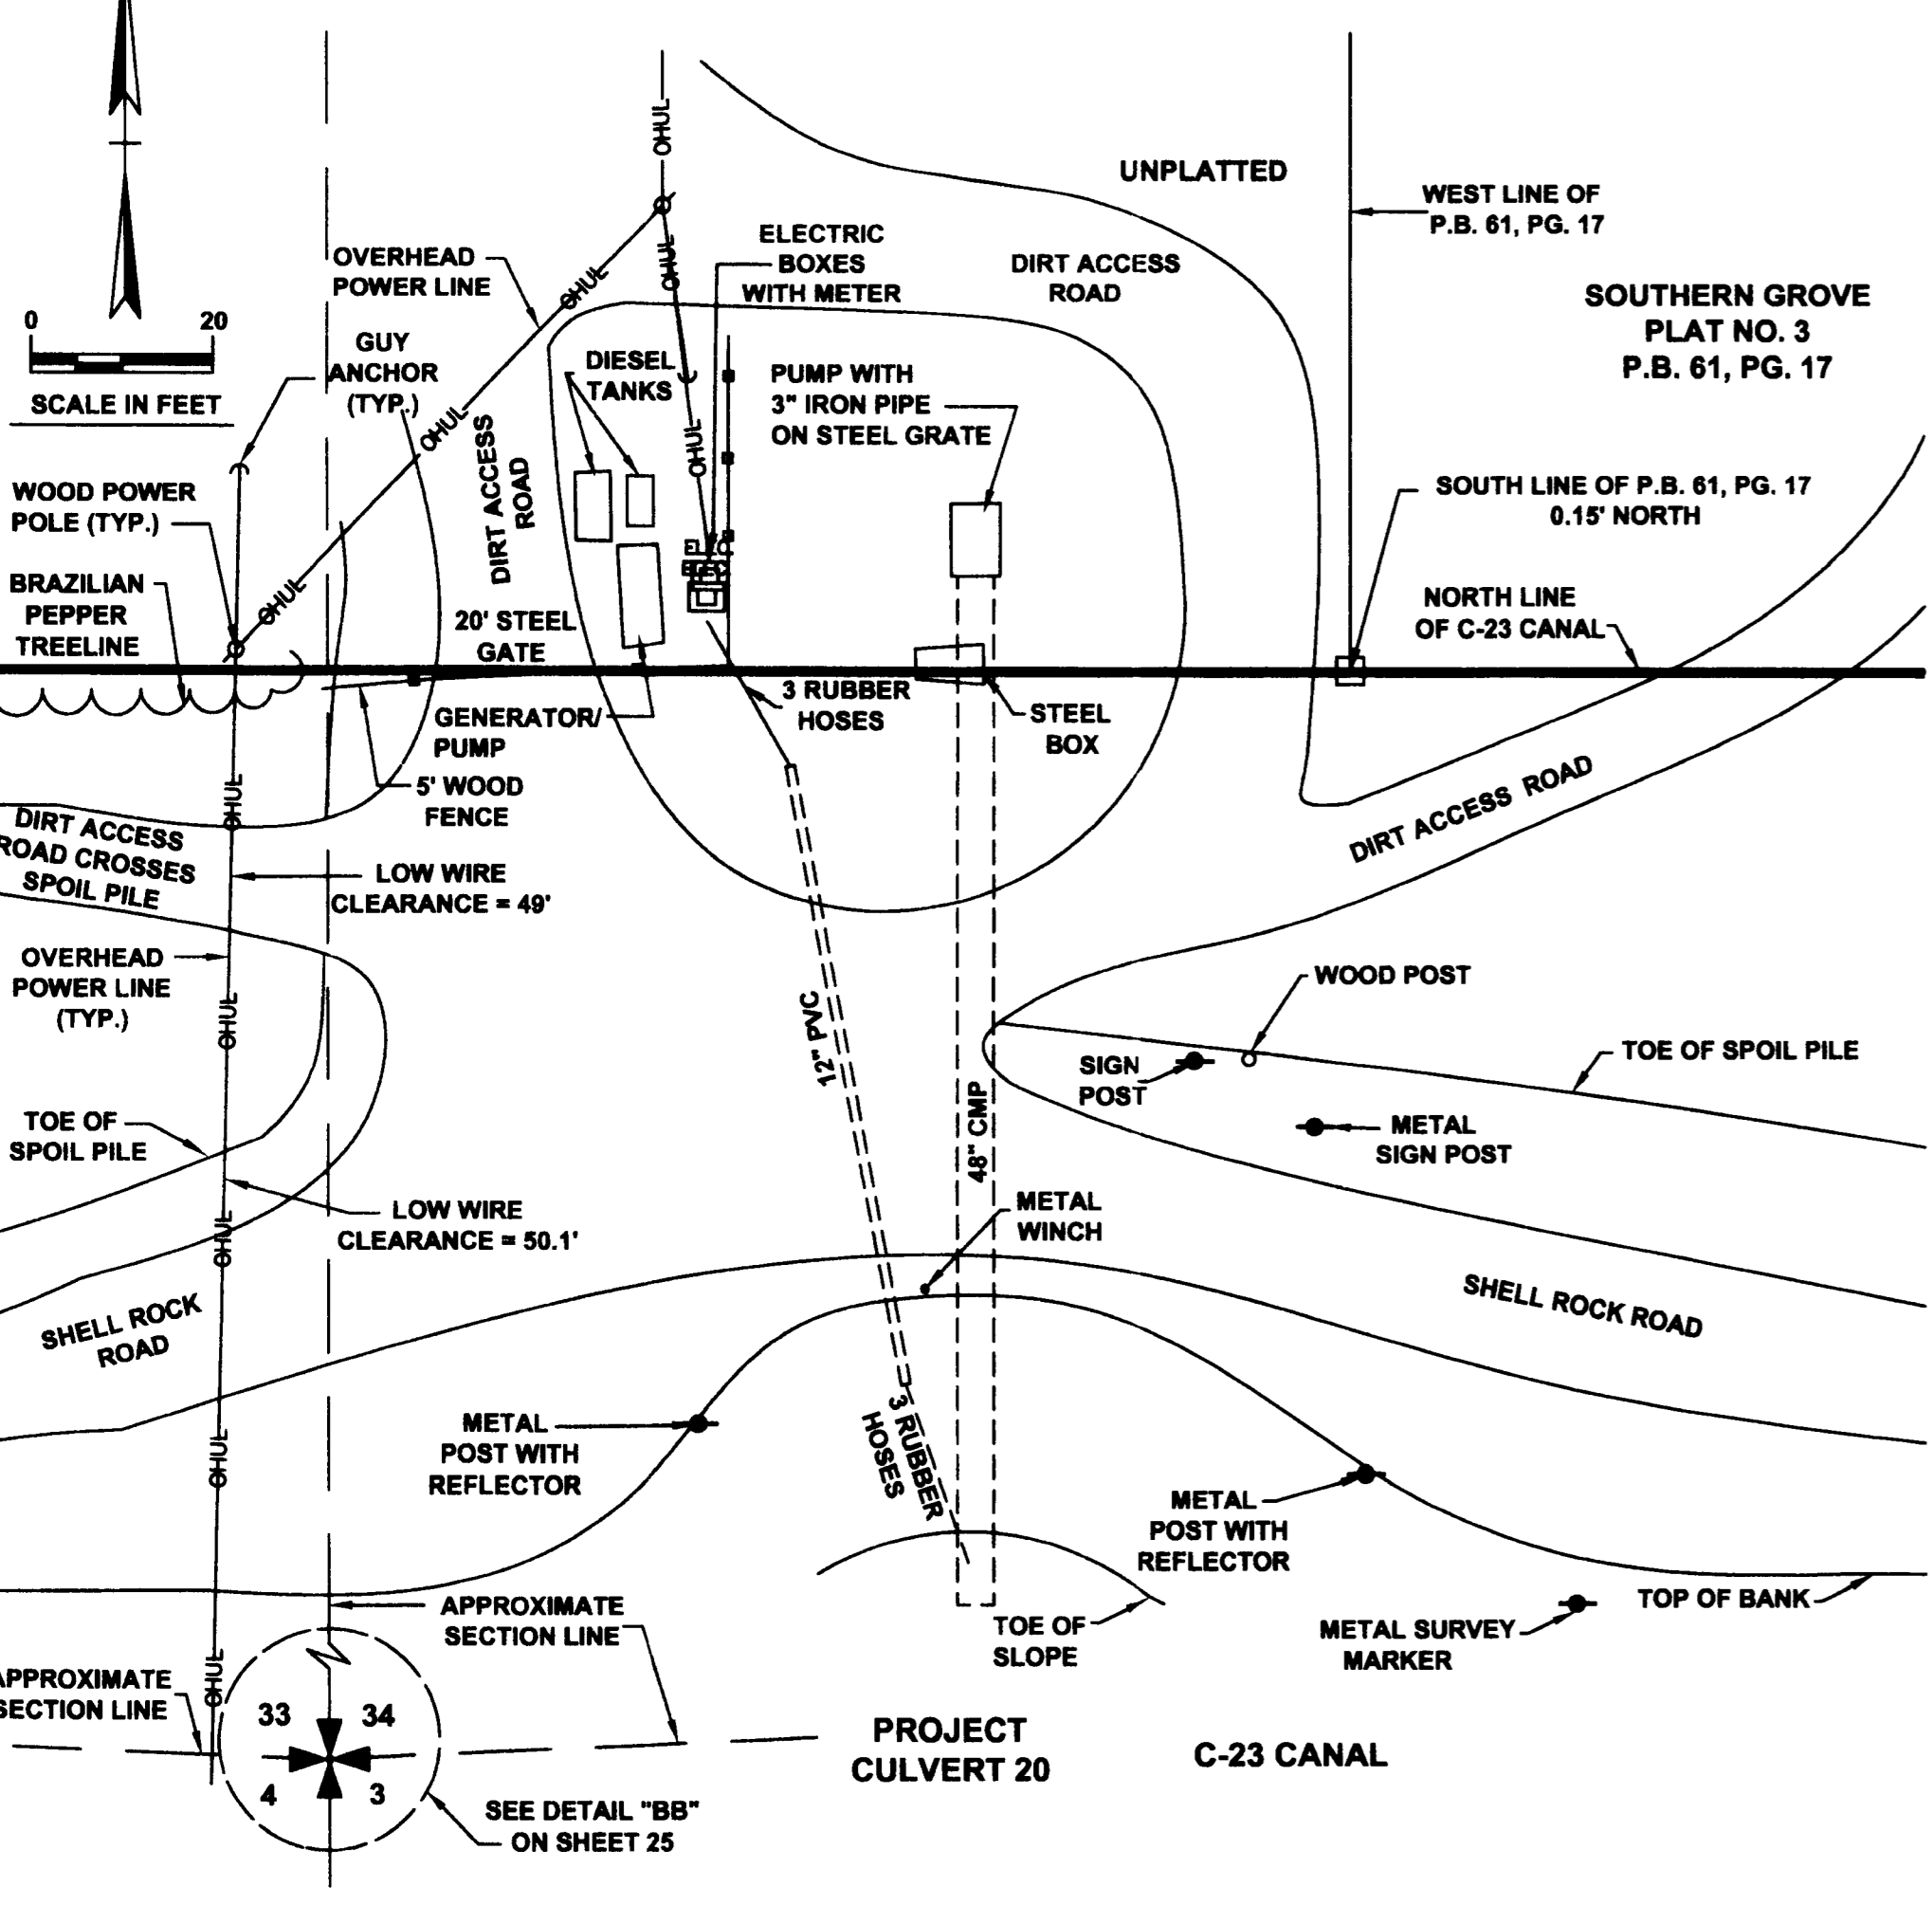 UNPLATTED
WEST LINE OF
P.B. 61, PG. 17
OHUL
OVERHEAD
POWER LINE
OHUL
OHUL
ELECTRIC
BOXES
WITH METER
DIRT ACCESS
ROAD
SOUTHERN GROVE
PLAT NO. 3
P.B. 61, PG. 17
0 20
SCALE IN FEET
GUY
ANCHOR
(TYP.)
DIESEL
TANKS
PUMP WITH
3" IRON PIPE
ON STEEL GRATE
OHUL
OHUL
DIRT ACCESS
ROAD
WOOD POWER
POLE (TYP.)
SOUTH LINE OF P.B. 61, PG. 17
0.15' NORTH
BRAZILIAN
PEPPER
TREELINE
OHUL
20' STEEL
GATE
NORTH LINE
OF C-23 CANAL
GENERATOR/
PUMP
3 RUBBER
HOSES
STEEL
BOX
5' WOOD
FENCE
OHUL
DIRT ACCESS
ROAD CROSSES
SPOIL PILE
LOW WIRE
CLEARANCE = 49'
DIRT ACCESS ROAD
OVERHEAD
POWER LINE
(TYP.)
OHUL
12" PVC
WOOD POST
SIGN
POST
TOE OF SPOIL PILE
48" CMP
METAL
SIGN POST
TOE OF
SPOIL PILE
LOW WIRE
CLEARANCE = 50.1'
OHUL
METAL
WINCH
SHELL ROCK
ROAD
SHELL ROCK ROAD
METAL
POST WITH
REFLECTOR
OHUL
3 RUBBER
HOSES
METAL
POST WITH
REFLECTOR
APPROXIMATE
SECTION LINE
TOE OF
SLOPE
METAL SURVEY
MARKER
TOP OF BANK
OHUL
APPROXIMATE
SECTION LINE
33 34
4 3
PROJECT
CULVERT 20
C-23 CANAL
SEE DETAIL "BB"
ON SHEET 25